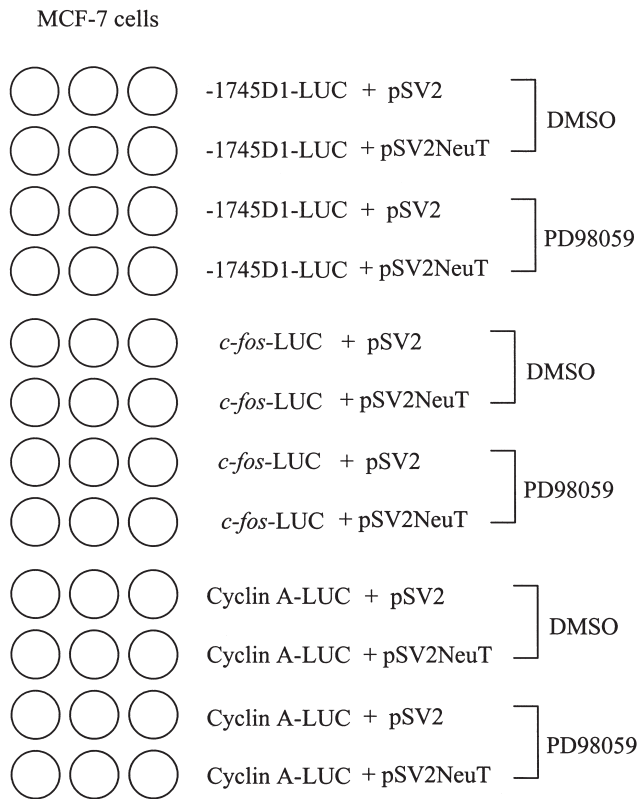 MCF-7 cells
-1745D1-LUC + pSV2
DMSO
-1745D1-LUC + pSV2NeuT
-1745D1-LUC + pSV2
PD98059
-1745D1-LUC + pSV2NeuT
c-fos-LUC + pSV2
DMSO
c-fos-LUC + pSV2NeuT
c-fos-LUC + pSV2
PD98059
c-fos-LUC + pSV2NeuT
Cyclin A-LUC + pSV2
DMSO
Cyclin A-LUC + pSV2NeuT
Cyclin A-LUC + pSV2
PD98059
Cyclin A-LUC + pSV2NeuT